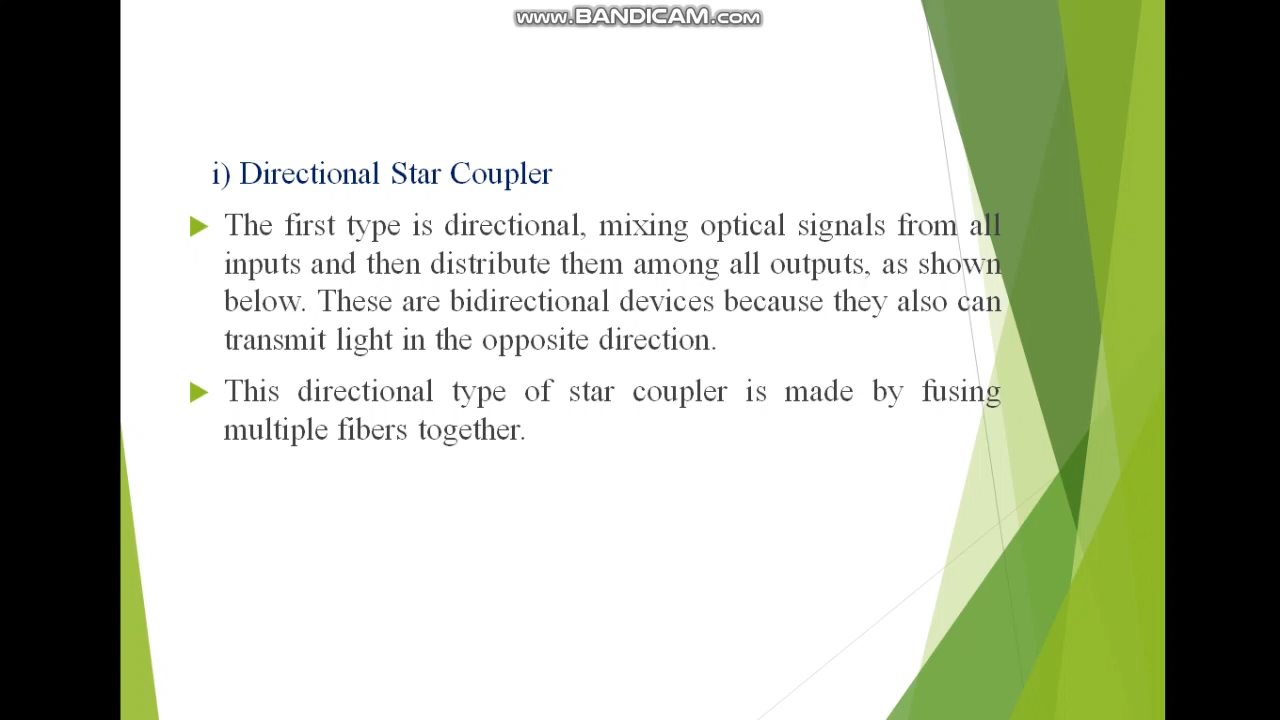 www.BANDICAM.com
i) Directional Star Coupler
The first type is directional, mixing optical signals from all
inputs and then distribute them among all outputs, as shown
below. These are bidirectional devices because they also can
transmit light in the opposite direction.
This directional type of star coupler is made by fusing
multiple fibers together.